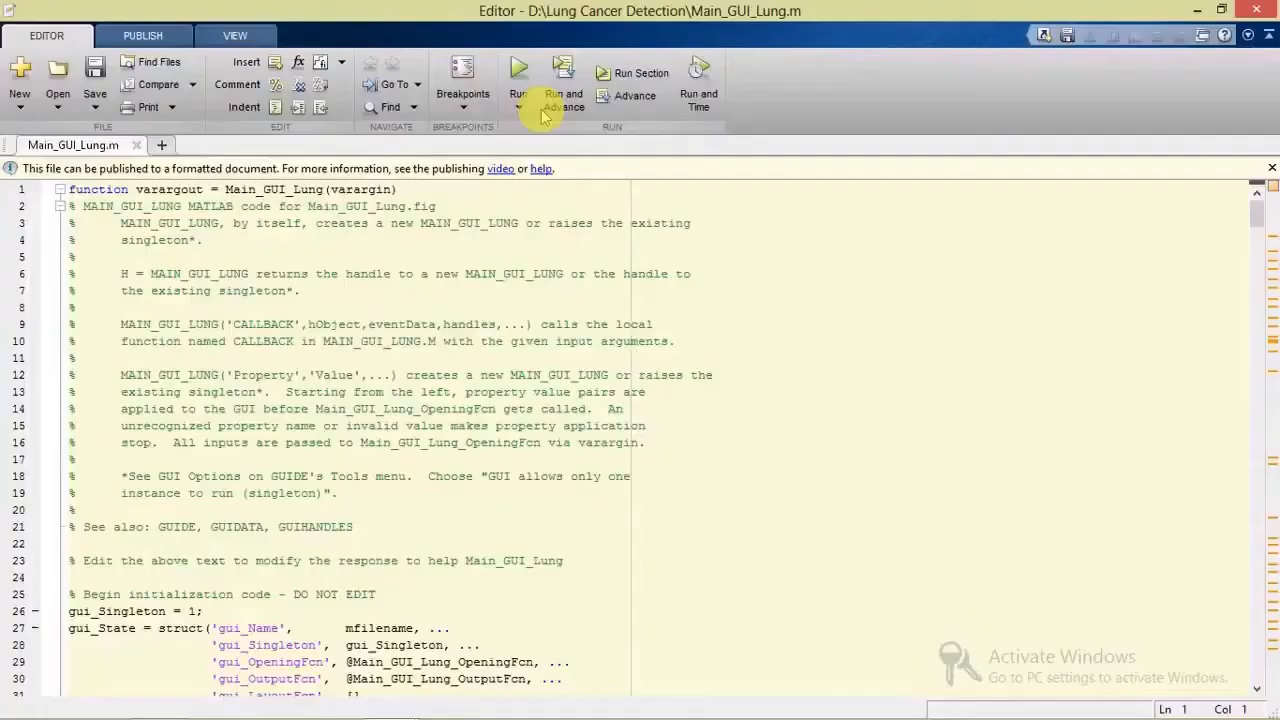 Editor - D:\Lung Cancer Detection\Main_GUI_Lung.m
EDITOR PUBLISH VIEW
New Open Save Find Files Compare Print
Insert Comment Indent
Go To Find
Breakpoints
Run Run and Advance Run Section Advance Run and Time
FILE EDIT NAVIGATE BREAKPOINTS RUN
Main_GUI_Lung.m
This file can be published to a formatted document. For more information, see the publishing video or help.
1 function varargout = Main_GUI_Lung(varargin)
2 % MAIN_GUI_LUNG MATLAB code for Main_GUI_Lung.fig
3 % MAIN_GUI_LUNG, by itself, creates a new MAIN_GUI_LUNG or raises the existing
4 % singleton*.
5 %
6 % H = MAIN_GUI_LUNG returns the handle to a new MAIN_GUI_LUNG or the handle to
7 % the existing singleton*.
8 %
9 % MAIN_GUI_LUNG('CALLBACK',hObject,eventData,handles,...) calls the local
10 % function named CALLBACK in MAIN_GUI_LUNG.M with the given input arguments.
11 %
12 % MAIN_GUI_LUNG('Property','Value',...) creates a new MAIN_GUI_LUNG or raises the
13 % existing singleton*. Starting from the left, property value pairs are
14 % applied to the GUI before Main_GUI_Lung_OpeningFcn gets called. An
15 % unrecognized property name or invalid value makes property application
16 % stop. All inputs are passed to Main_GUI_Lung_OpeningFcn via varargin.
17 %
18 % *See GUI Options on GUIDE's Tools menu. Choose "GUI allows only one
19 % instance to run (singleton)".
20 %
21 % See also: GUIDE, GUIDATA, GUIHANDLES
22
23 % Edit the above text to modify the response to help Main_GUI_Lung
24
25 % Begin initialization code - DO NOT EDIT
26 gui_Singleton = 1;
27 gui_State = struct('gui_Name', mfilename, ...
28 'gui_Singleton', gui_Singleton, ...
29 'gui_OpeningFcn', @Main_GUI_Lung_OpeningFcn, ...
30 'gui_OutputFcn', @Main_GUI_Lung_OutputFcn, ...
31 'gui_LayoutFcn', [] 
Activate Windows
Go to PC settings to activate Windows.
Ln 1 Col 1